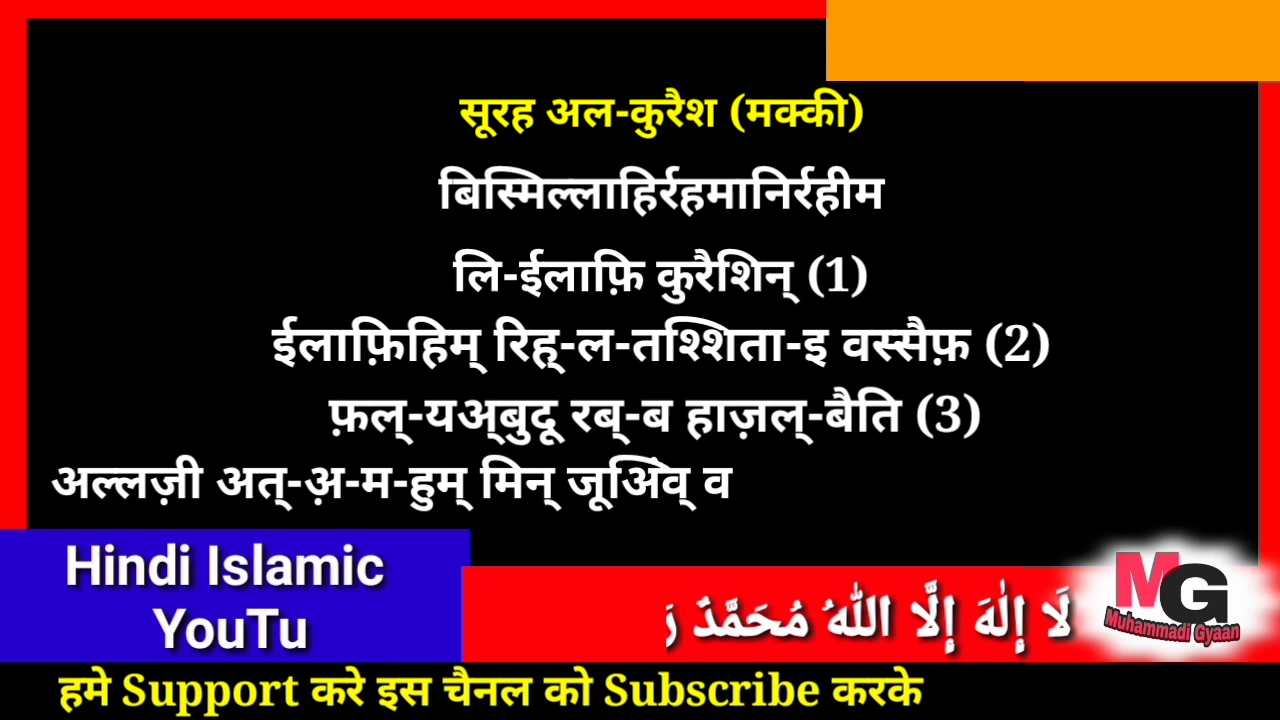 सूरह अल-कुरैश (मक्की)
बिस्मिल्लाहिर्रहमानिर्रहीम
लि-ईलाफ़ि कुरैशिन् (1)
ईलाफ़िहिम् रिह़्-ल-तश्शिता-इ वस्सैफ़ (2)
फ़ल्-यअ्बुदू रब्-ब हाज़ल्-बैति (3)
अल्लज़ी अत्-अ़-म-हुम् मिन् जूअिंव् व
Hindi Islamic
YouTu
لَا إِلٰهَ إِلَّا اللّٰهُ مُحَمَّدٌ رَ
MG
Muhammadi Gyaan
हमे Support करे इस चैनल को Subscribe करके